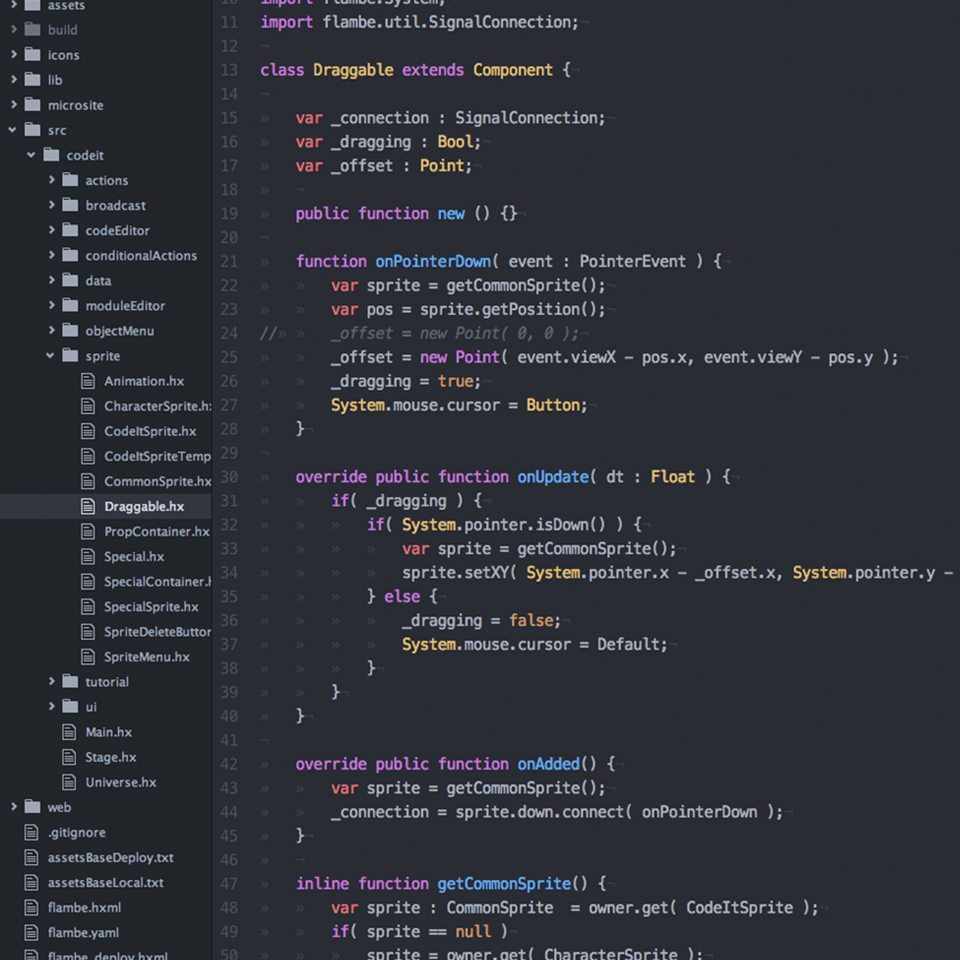 assets
build
icons
lib
microsite
src
codeit
actions
broadcast
codeEditor
conditionalActions
data
moduleEditor
objectMenu
sprite
Animation.hx
CharacterSprite.hx
CodeItSprite.hx
CodeItSpriteTemp
CommonSprite.hx
Draggable.hx
PropContainer.hx
Special.hx
SpecialContainer.h
SpecialSprite.hx
SpriteDeleteButton
SpriteMenu.hx
tutorial
ui
Main.hx
Stage.hx
Universe.hx
web
.gitignore
assetsBaseDeploy.txt
assetsBaseLocal.txt
flambe.hxml
flambe.yaml
flambe_deploy.hxml
10 import flambe.System;
11 import flambe.util.SignalConnection;
12
13 class Draggable extends Component {
14
15 var _connection : SignalConnection;
16 var _dragging : Bool;
17 var _offset : Point;
18
19 public function new () {}
20
21 function onPointerDown( event : PointerEvent ) {
22 var sprite = getCommonSprite();
23 var pos = sprite.getPosition();
24 // _offset = new Point( 0, 0 );
25 _offset = new Point( event.viewX - pos.x, event.viewY - pos.y );
26 _dragging = true;
27 System.mouse.cursor = Button;
28 }
29
30 override public function onUpdate( dt : Float ) {
31 if( _dragging ) {
32 if( System.pointer.isDown() ) {
33 var sprite = getCommonSprite();
34 sprite.setXY( System.pointer.x - _offset.x, System.pointer.y -
35 } else {
36 _dragging = false;
37 System.mouse.cursor = Default;
38 }
39 }
40 }
41
42 override public function onAdded() {
43 var sprite = getCommonSprite();
44 _connection = sprite.down.connect( onPointerDown );
45 }
46
47 inline function getCommonSprite() {
48 var sprite : CommonSprite = owner.get( CodeItSprite );
49 if( sprite == null )
50 sprite = owner.get( CharacterSprite );